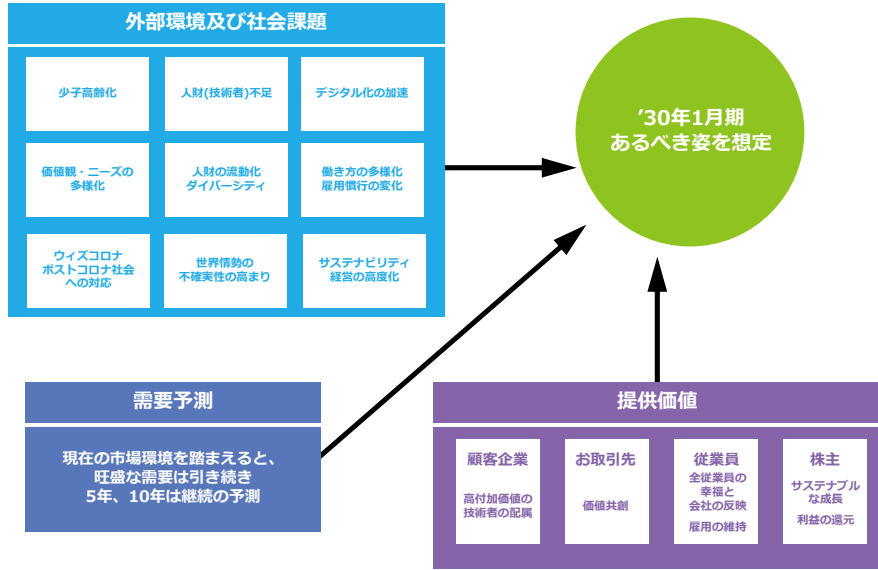 外部環境及び社会課題
少子高齢化
人財(技術者)不足
デジタル化の加速
価値観・ニーズの
多様化
人財の流動化
ダイバーシティ
働き方の多様化
雇用慣行の変化
ウィズコロナ
ポストコロナ社会
への対応
世界情勢の
不確実性の高まり
サステナビリティ
経営の高度化
’30年1月期
あるべき姿を想定
需要予測
現在の市場環境を踏まえると、
旺盛な需要は引き続き
5年、10年は継続の予測
提供価値
顧客企業
高付加価値の
技術者の配属
お取引先
価値共創
従業員
全従業員の
幸福と
会社の反映
雇用の維持
株主
サステナブル
な成長
利益の還元